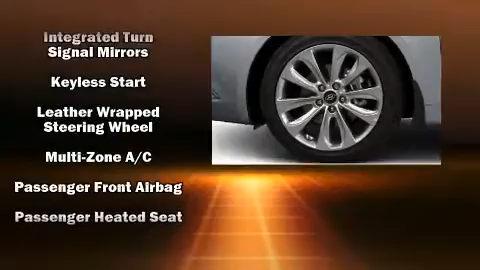 Integrated Turn
Signal Mirrors
Keyless Start
Leather Wrapped
Steering Wheel
Multi-Zone A/C
Passenger Front Airbag
Passenger Heated Seat